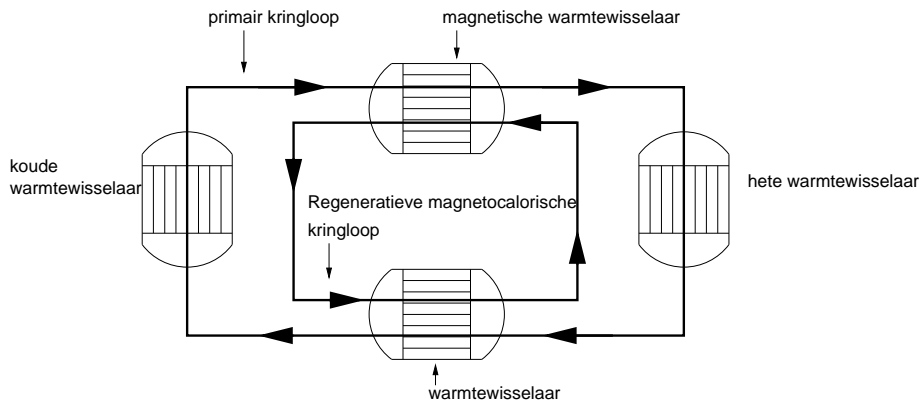 primair kringloop
magnetische warmtewisselaar
koude
warmtewisselaar
hete warmtewisselaar
Regeneratieve magnetocalorische
kringloop
warmtewisselaar